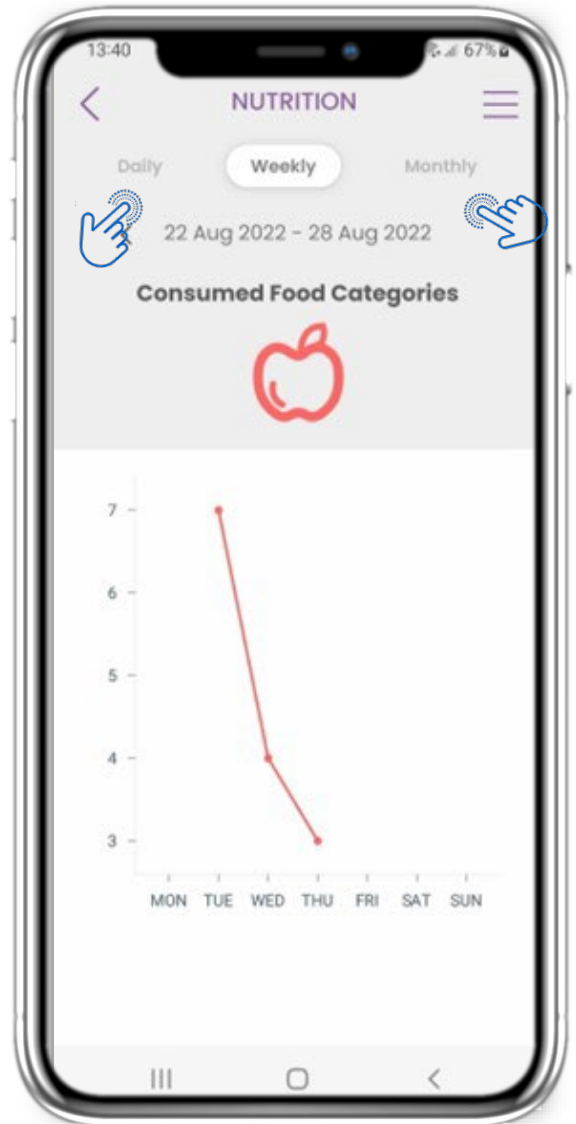 13:40 67%
NUTRITION
Daily Weekly Monthly
22 Aug 2022 - 28 Aug 2022
Consumed Food Categories
7
6
5
4
3
MON TUE WED THU FRI SAT SUN